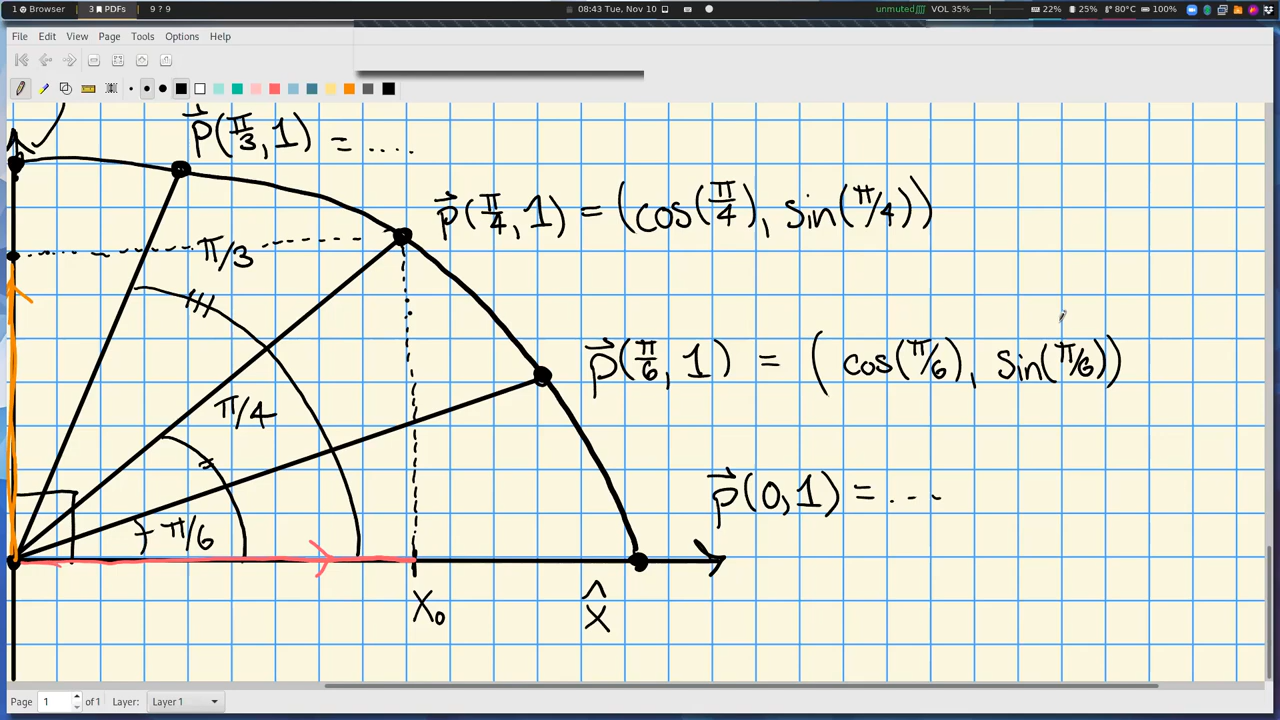 1 Browser 3 PDFs 9 ? 9 08:43 Tue, Nov 10 unmuted VOL 35% 22% 25% 80°C 100%
File Edit View Page Tools Options Help
p⃗(π/3, 1) = ....
p⃗(π/4, 1) = (cos(π/4), sin(π/4))
π/3
p⃗(π/6, 1) = ( cos(π/6), sin(π/6))
π/4
p⃗(0,1) = ---
π/6
x₀ x̂
Page 1 of 1 Layer: Layer 1